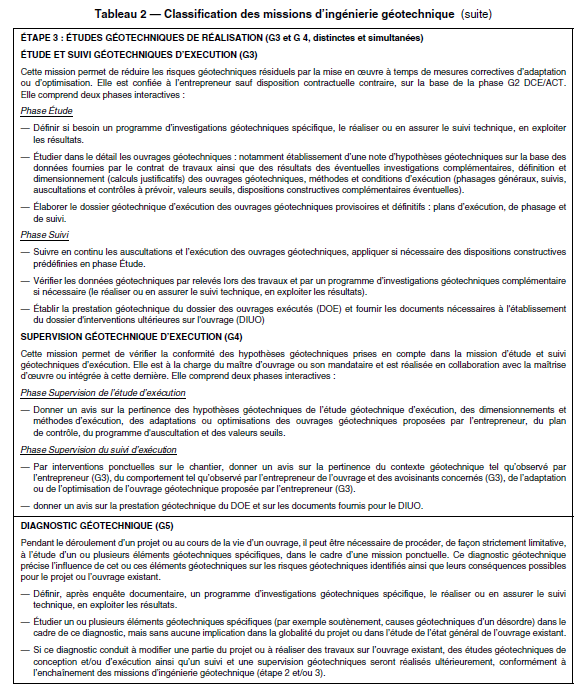 Tableau 2 — Classification des missions d'ingénierie géotechnique (suite)
ÉTAPE 3 : ÉTUDES GÉOTECHNIQUES DE RÉALISATION (G3 et G 4, distinctes et simultanées)
ÉTUDE ET SUIVI GÉOTECHNIQUES D'EXECUTION (G3)
Cette mission permet de réduire les risques géotechniques résiduels par la mise en œuvre à temps de mesures correctives d'adaptation
ou d'optimisation. Elle est confiée à l'entrepreneur sauf disposition contractuelle contraire, sur la base de la phase G2 DCE/ACT.
Elle comprend deux phases interactives :
Phase Étude
— Définir si besoin un programme d'investigations géotechniques spécifique, le réaliser ou en assurer le suivi technique, en exploiter
les résultats.
— Étudier dans le détail les ouvrages géotechniques : notamment établissement d'une note d'hypothèses géotechniques sur la base des
données fournies par le contrat de travaux ainsi que des résultats des éventuelles investigations complémentaires, définition et
dimensionnement (calculs justificatifs) des ouvrages géotechniques, méthodes et conditions d'exécution (phasages généraux, suivis,
auscultations et contrôles à prévoir, valeurs seuils, dispositions constructives complémentaires éventuelles).
— Élaborer le dossier géotechnique d'exécution des ouvrages géotechniques provisoires et définitifs : plans d'exécution, de phasage et
de suivi.
Phase Suivi
— Suivre en continu les auscultations et l'exécution des ouvrages géotechniques, appliquer si nécessaire des dispositions constructives
prédéfinies en phase Étude.
— Vérifier les données géotechniques par relevés lors des travaux et par un programme d'investigations géotechniques complémentaire
si nécessaire (le réaliser ou en assurer le suivi technique, en exploiter les résultats).
— Établir la prestation géotechnique du dossier des ouvrages exécutés (DOE) et fournir les documents nécessaires à l'établissement
du dossier d'interventions ultérieures sur l'ouvrage (DIUO)
SUPERVISION GÉOTECHNIQUE D'EXECUTION (G4)
Cette mission permet de vérifier la conformité des hypothèses géotechniques prises en compte dans la mission d'étude et suivi
géotechniques d'exécution. Elle est à la charge du maître d'ouvrage ou son mandataire et est réalisée en collaboration avec la maîtrise
d'œuvre ou intégrée à cette dernière. Elle comprend deux phases interactives :
Phase Supervision de l'étude d'exécution
— Donner un avis sur la pertinence des hypothèses géotechniques de l'étude géotechnique d'exécution, des dimensionnements et
méthodes d'exécution, des adaptations ou optimisations des ouvrages géotechniques proposées par l'entrepreneur, du plan
de contrôle, du programme d'auscultation et des valeurs seuils.
Phase Supervision du suivi d'exécution
— Par interventions ponctuelles sur le chantier, donner un avis sur la pertinence du contexte géotechnique tel qu'observé par
l'entrepreneur (G3), du comportement tel qu'observé par l'entrepreneur de l'ouvrage et des avoisinants concernés (G3), de l'adaptation
ou de l'optimisation de l'ouvrage géotechnique proposée par l'entrepreneur (G3).
— donner un avis sur la prestation géotechnique du DOE et sur les documents fournis pour le DIUO.
DIAGNOSTIC GÉOTECHNIQUE (G5)
Pendant le déroulement d'un projet ou au cours de la vie d'un ouvrage, il peut être nécessaire de procéder, de façon strictement limitative,
à l'étude d'un ou plusieurs éléments géotechniques spécifiques, dans le cadre d'une mission ponctuelle. Ce diagnostic géotechnique
précise l'influence de cet ou ces éléments géotechniques sur les risques géotechniques identifiés ainsi que leurs conséquences possibles
pour le projet ou l'ouvrage existant.
— Définir, après enquête documentaire, un programme d'investigations géotechniques spécifique, le réaliser ou en assurer le suivi
technique, en exploiter les résultats.
— Étudier un ou plusieurs éléments géotechniques spécifiques (par exemple soutènement, causes géotechniques d'un désordre) dans le
cadre de ce diagnostic, mais sans aucune implication dans la globalité du projet ou dans l'étude de l'état général de l'ouvrage existant.
— Si ce diagnostic conduit à modifier une partie du projet ou à réaliser des travaux sur l'ouvrage existant, des études géotechniques de
conception et/ou d'exécution ainsi qu'un suivi et une supervision géotechniques seront réalisés ultérieurement, conformément à
l'enchaînement des missions d'ingénierie géotechnique (étape 2 et/ou 3).